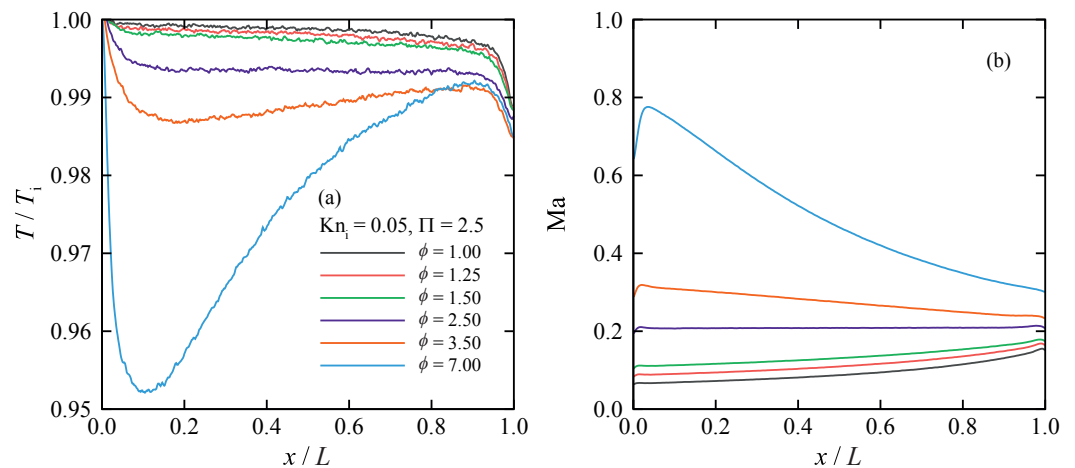 1.00
0.99
0.98
0.97
0.96
0.95
T / T_i
0.0 0.2 0.4 0.6 0.8 1.0
x / L
(a)
Kn_i = 0.05, Π = 2.5
ϕ = 1.00
ϕ = 1.25
ϕ = 1.50
ϕ = 2.50
ϕ = 3.50
ϕ = 7.00
1.0
0.8
0.6
0.4
0.2
0.0
Ma
0.0 0.2 0.4 0.6 0.8 1.0
x / L
(b)